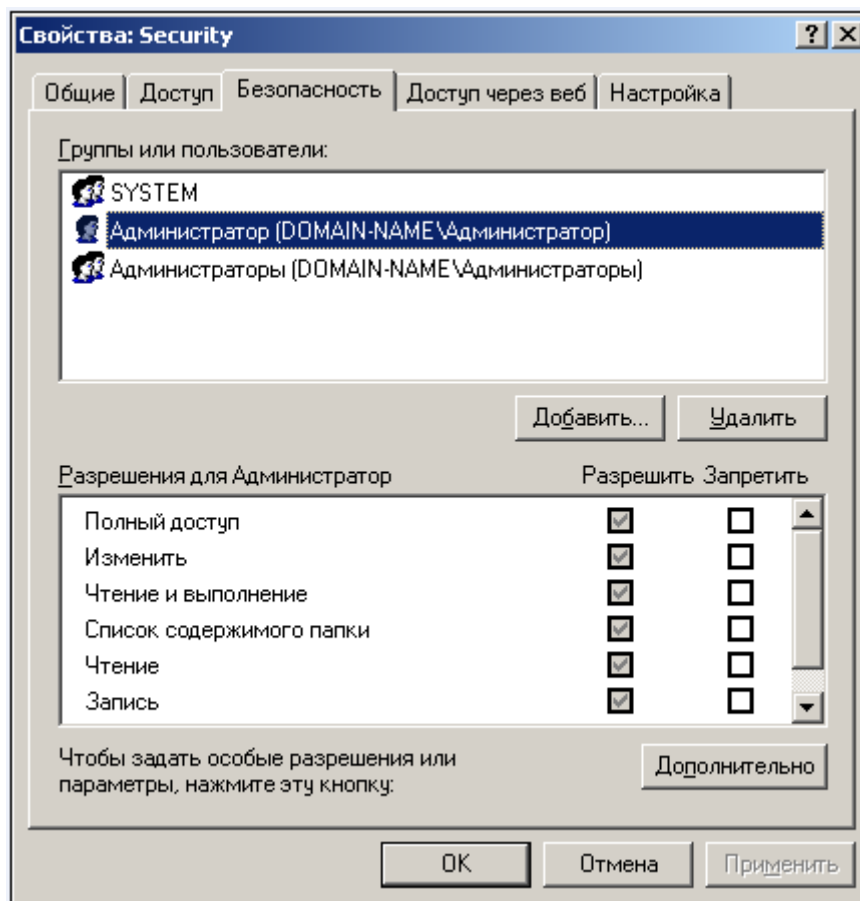 Свойства: Security
Общие Доступ Безопасность Доступ через веб Настройка
Группы или пользователи:
SYSTEM
Администратор (DOMAIN-NAME\Администратор)
Администраторы (DOMAIN-NAME\Администраторы)
Добавить... Удалить
Разрешения для Администратор Разрешить Запретить
Полный доступ
Изменить
Чтение и выполнение
Список содержимого папки
Чтение
Запись
Чтобы задать особые разрешения или
параметры, нажмите эту кнопку:
Дополнительно
OK Отмена Применить